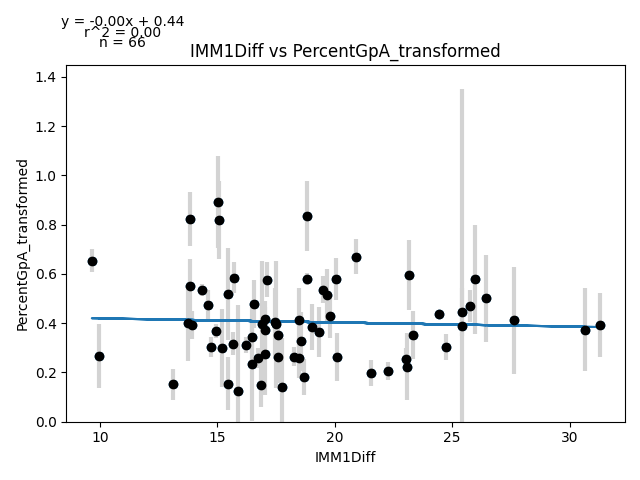 y = -0.00x + 0.44
r^2 = 0.00
n = 66
IMM1Diff vs PercentGpA_transformed
1.4
1.2
1.0
0.8
0.6
0.4
0.2
0.0
PercentGpA_transformed
10 15 20 25 30
IMM1Diff